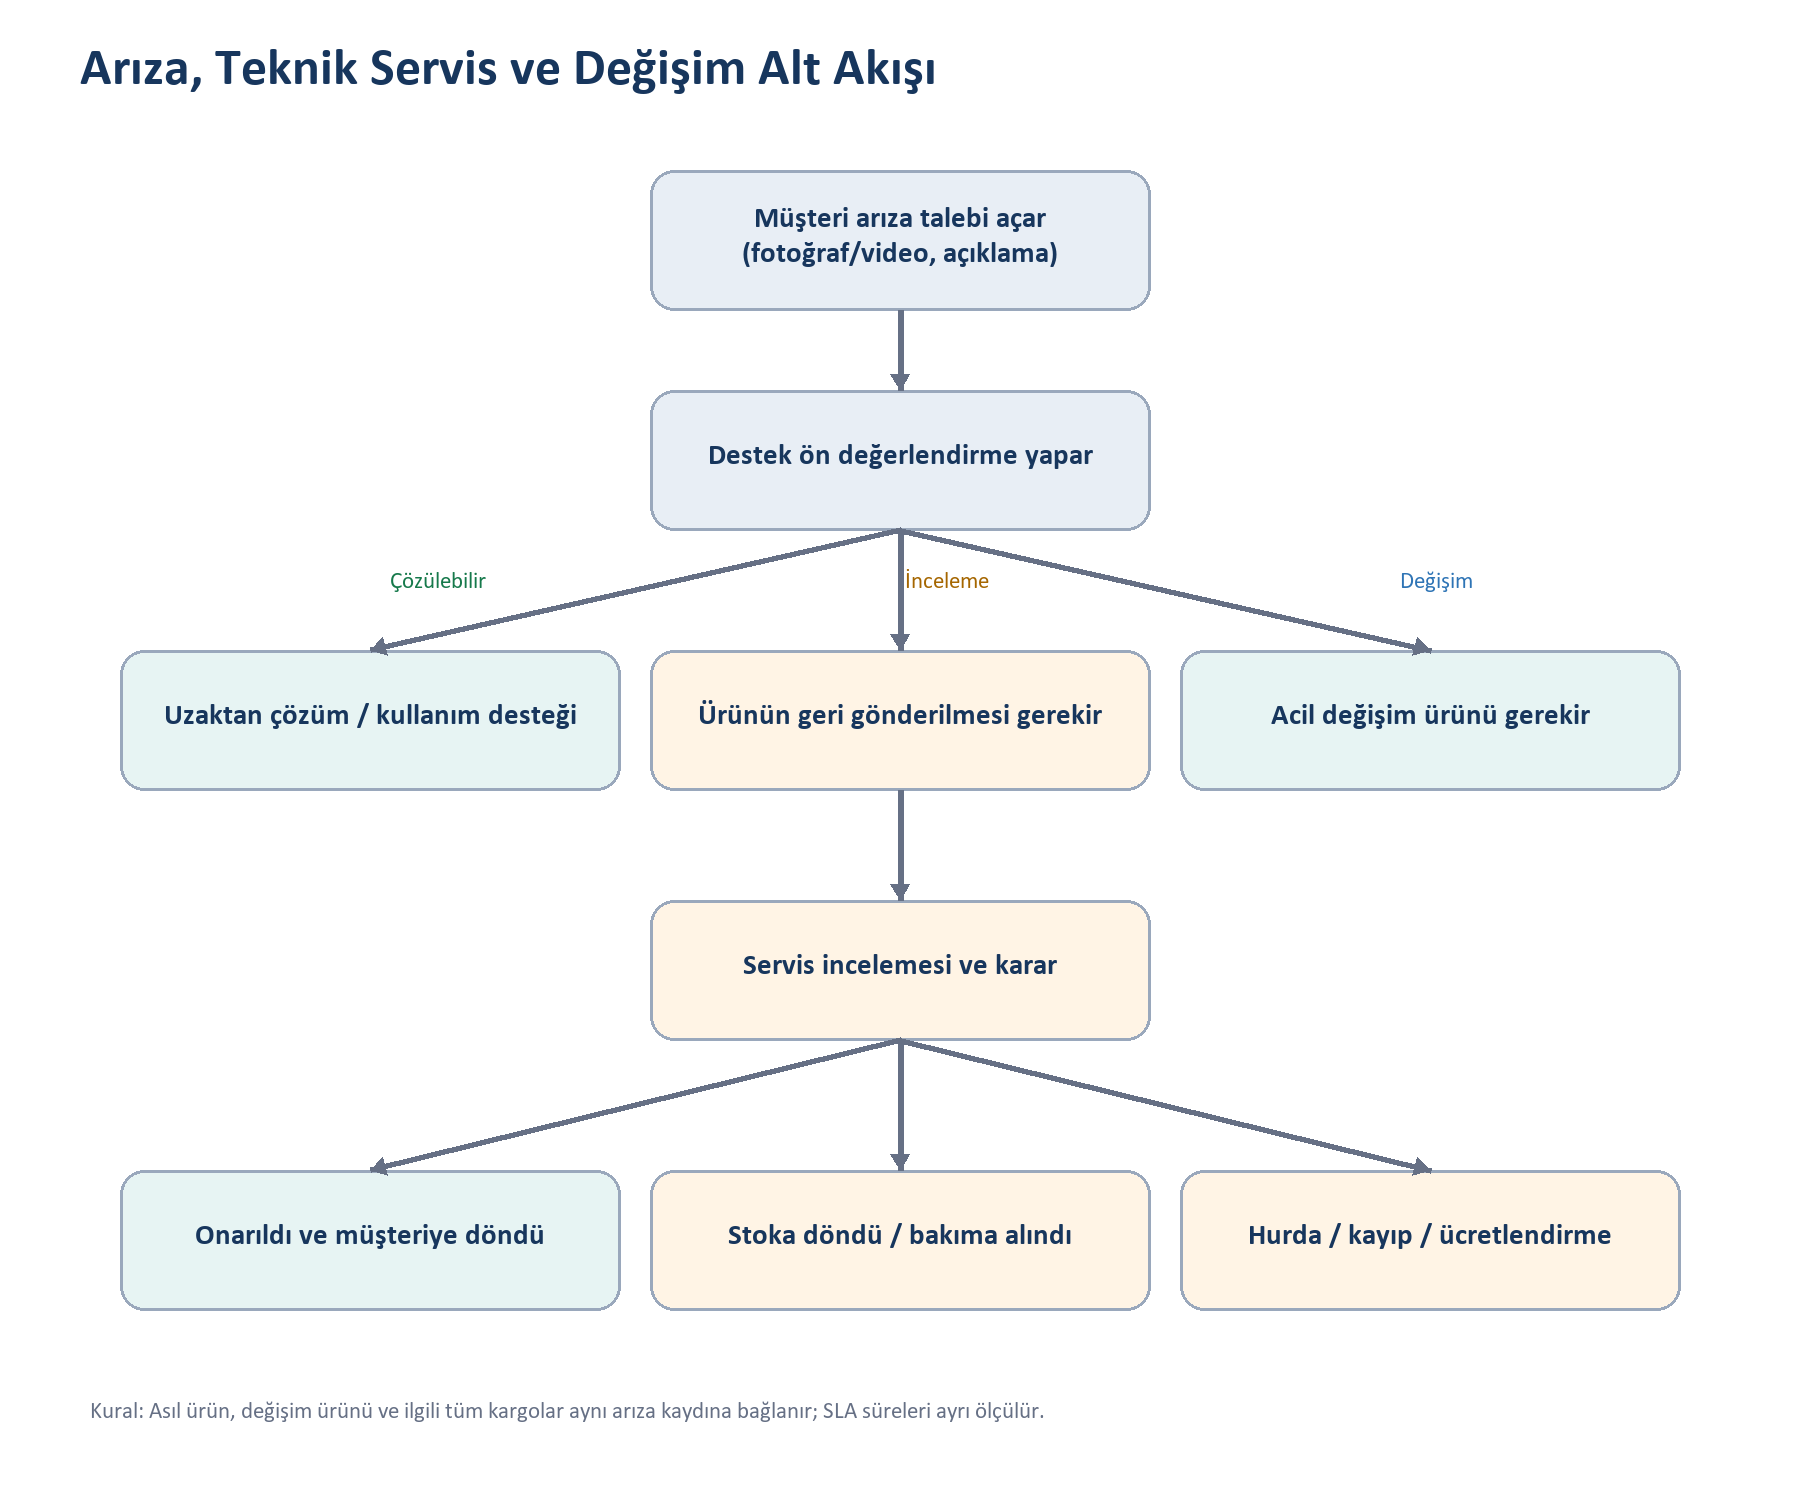 Arıza, Teknik Servis ve Değişim Alt Akışı
Müşteri arıza talebi açar
(fotoğraf/video, açıklama)
Destek ön değerlendirme yapar
Çözülebilir
İnceleme
Değişim
Uzaktan çözüm / kullanım desteği
Ürünün geri gönderilmesi gerekir
Acil değişim ürünü gerekir
Servis incelemesi ve karar
Onarıldı ve müşteriye döndü
Stoka döndü / bakıma alındı
Hurda / kayıp / ücretlendirme
Kural: Asıl ürün, değişim ürünü ve ilgili tüm kargolar aynı arıza kaydına bağlanır; SLA süreleri ayrı ölçülür.